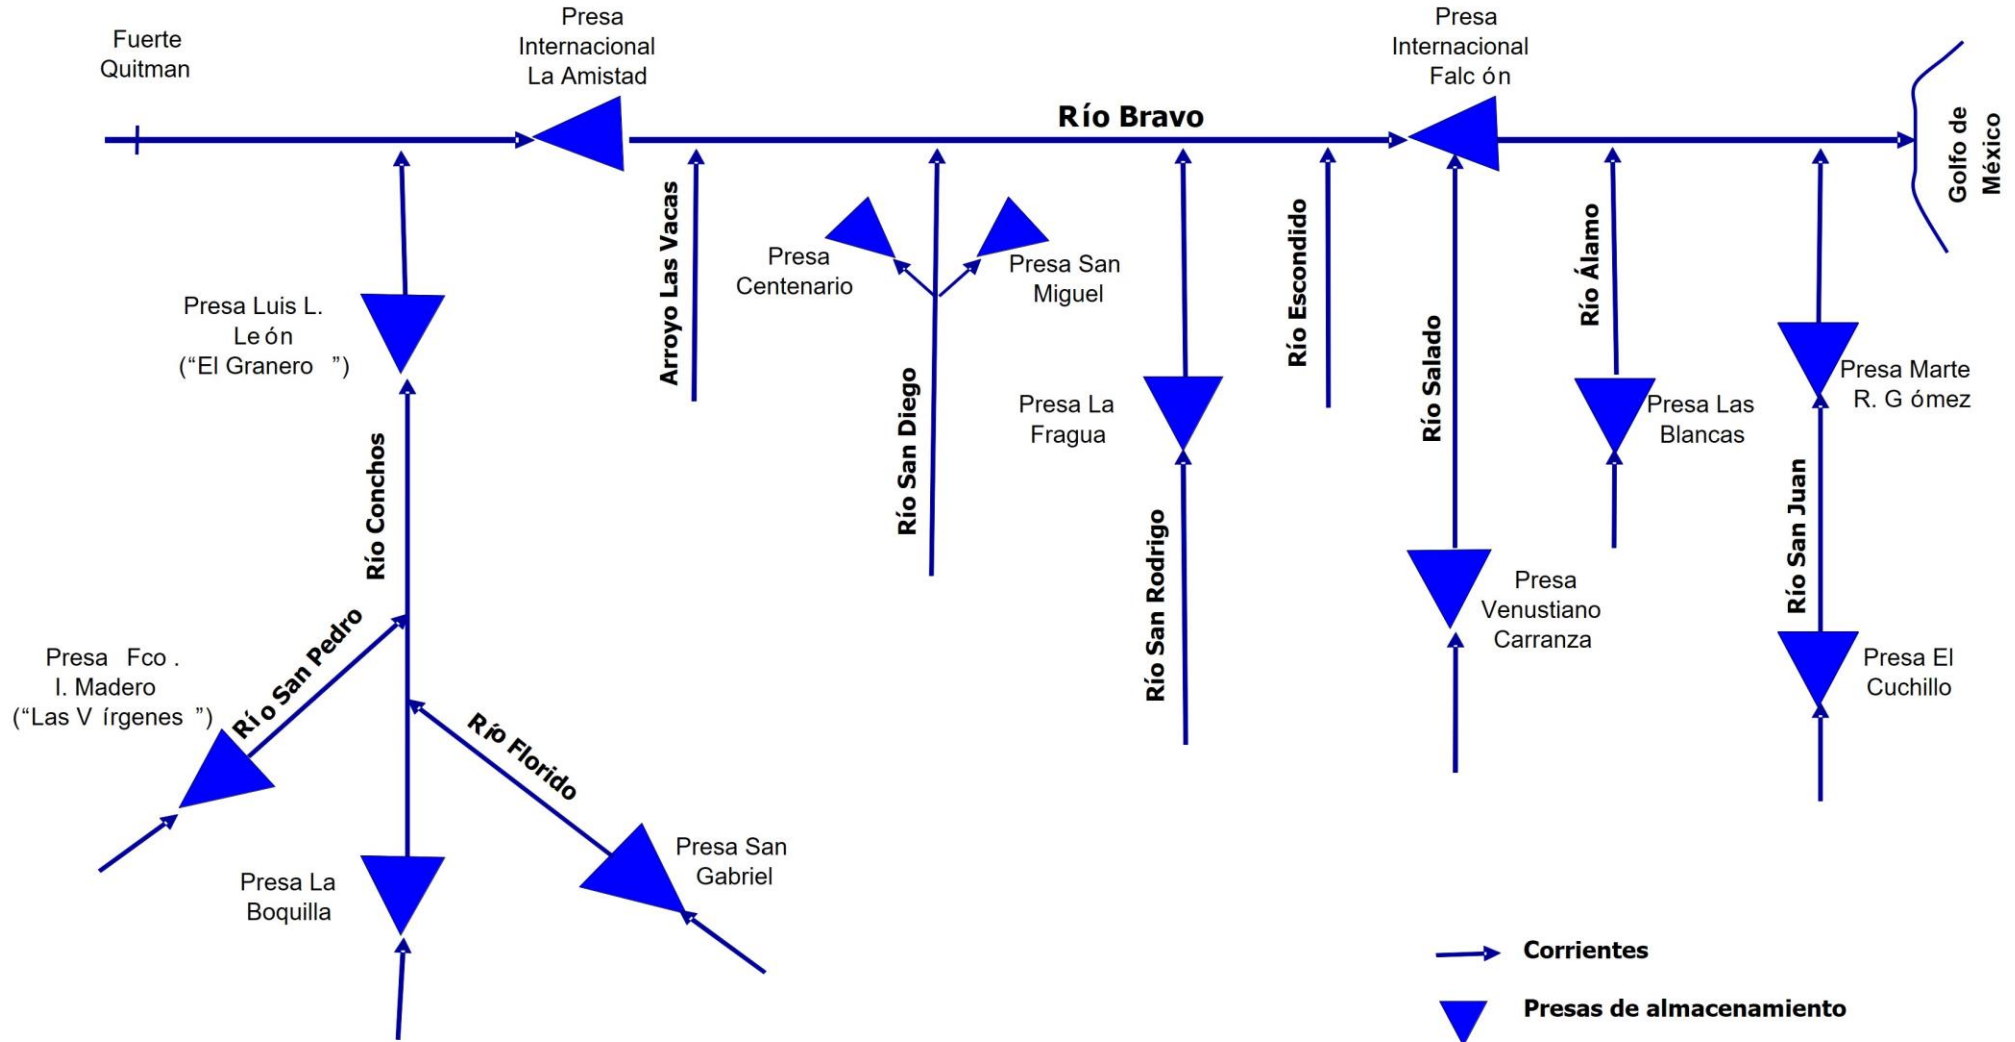 Fuerte
Quitman
Presa
Internacional
La Amistad
Presa
Internacional
Falc ón
Río Bravo
Golfo de
México
Arroyo Las Vacas
Presa
Centenario
Presa San
Miguel
Río San Diego
Río Escondido
Río Salado
Río Álamo
Presa Luis L.
Le ón
(“El Granero ”)
Presa La
Fragua
Presa Las
Blancas
Presa Marte
R. G ómez
Río Conchos
Río San Rodrigo
Río San Juan
Presa
Venustiano
Carranza
Presa Fco .
I. Madero
(“Las V írgenes ”)
Río San Pedro
Río Florido
Presa El
Cuchillo
Presa La
Boquilla
Presa San
Gabriel
Corrientes
Presas de almacenamiento